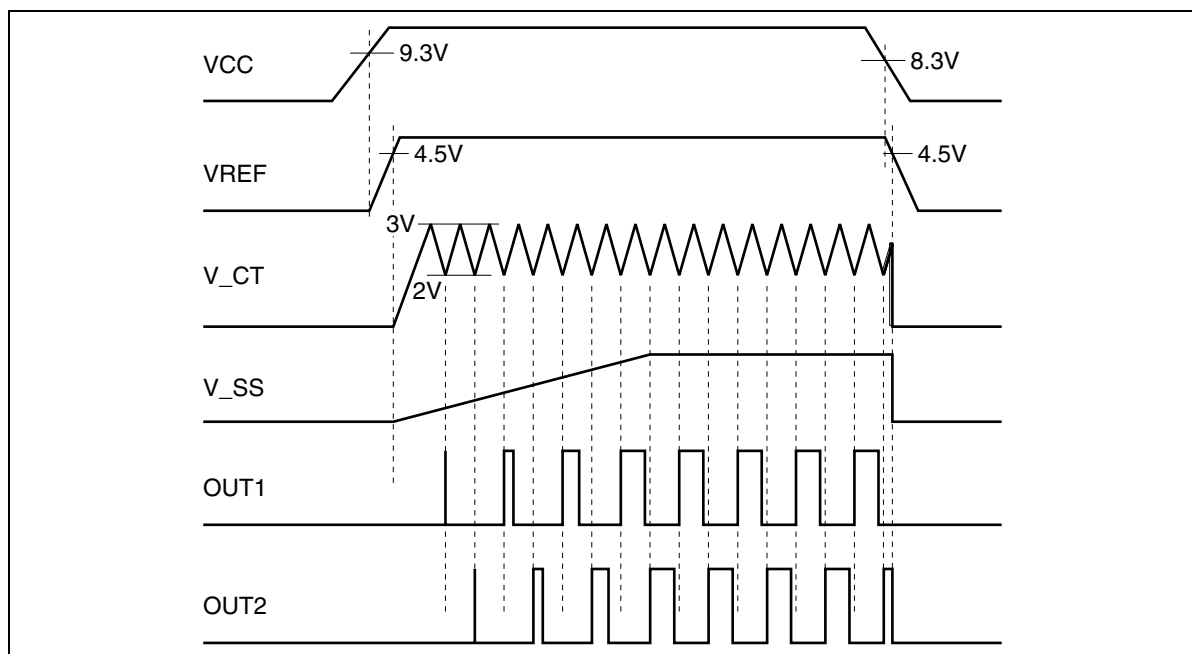 VCC
9.3V
8.3V
VREF
4.5V
4.5V
3V
V_CT
2V
V_SS
OUT1
OUT2